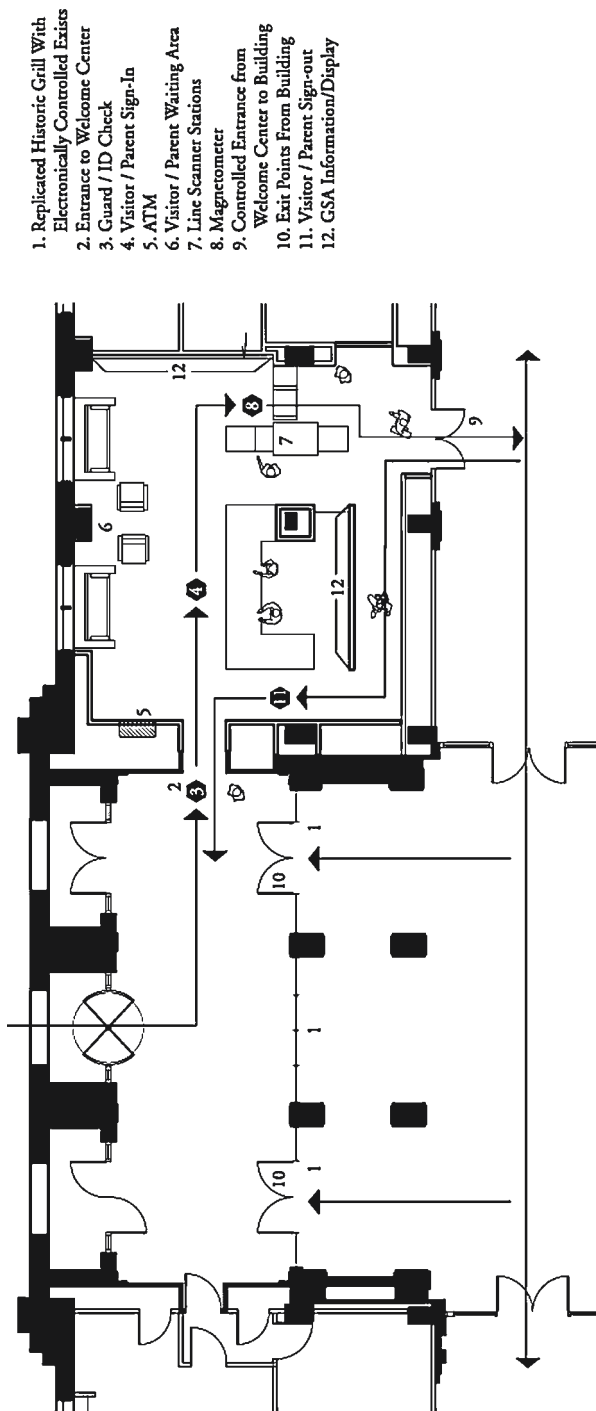 1. Replicated Historic Grill With
Electronically Controlled Exists
2. Entrance to Welcome Center
3. Guard / ID Check
4. Visitor / Parent Sign-In
5. ATM
6. Visitor / Parent Waiting Area
7. Line Scanner Stations
8. Magnetometer
9. Controlled Entrance from
Welcome Center to Building
10. Exit Points From Building
11. Visitor / Parent Sign-out
12. GSA Information/Display
10
1
1
10
1
2
3
5
11
4
6
12
7
8
12
9